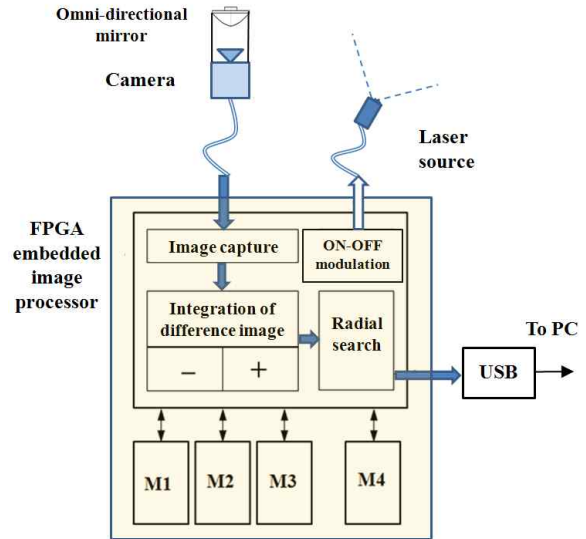 Omni-directional
mirror
Camera
Laser
source
FPGA
embedded
image
processor
Image capture
ON-OFF
modulation
Integration of
difference image
– +
Radial
search
To PC
USB
M1 M2 M3 M4